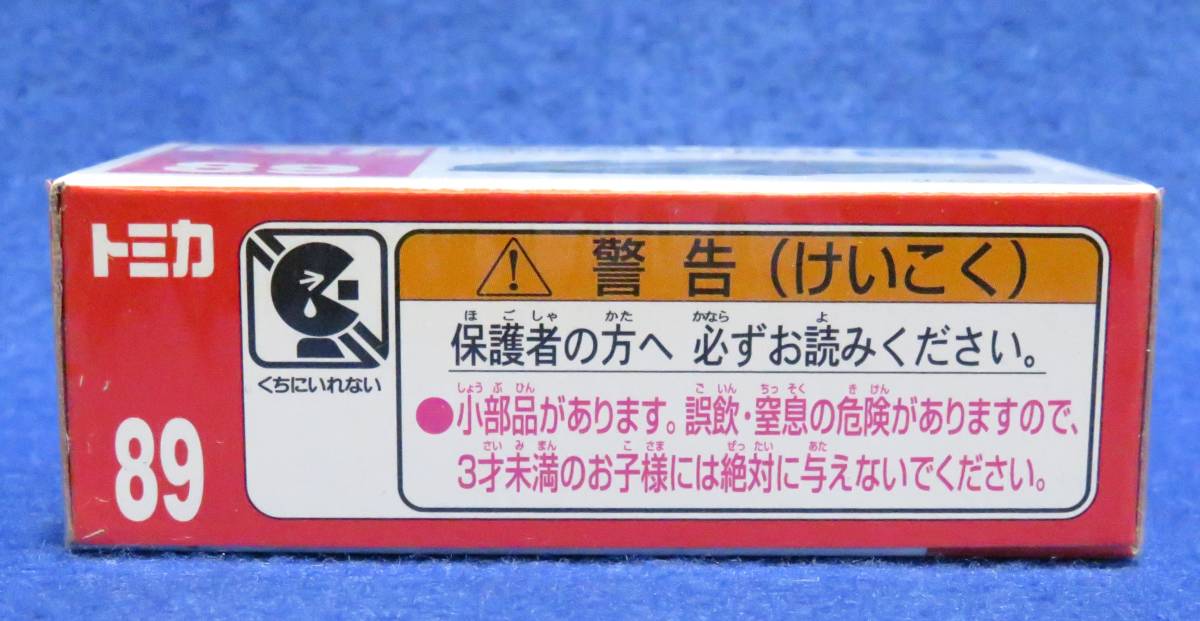 89
トミカ
89
くちにいれない
警告（けいこく）
ほごしゃ かた かなら よ
保護者の方へ 必ずお読みください。
しょうぶひん ごいん ちっそく きけん
●小部品があります。誤飲・窒息の危険がありますので、
さいみまん こさま ぜったい あた
3才未満のお子様には絶対に与えないでください。